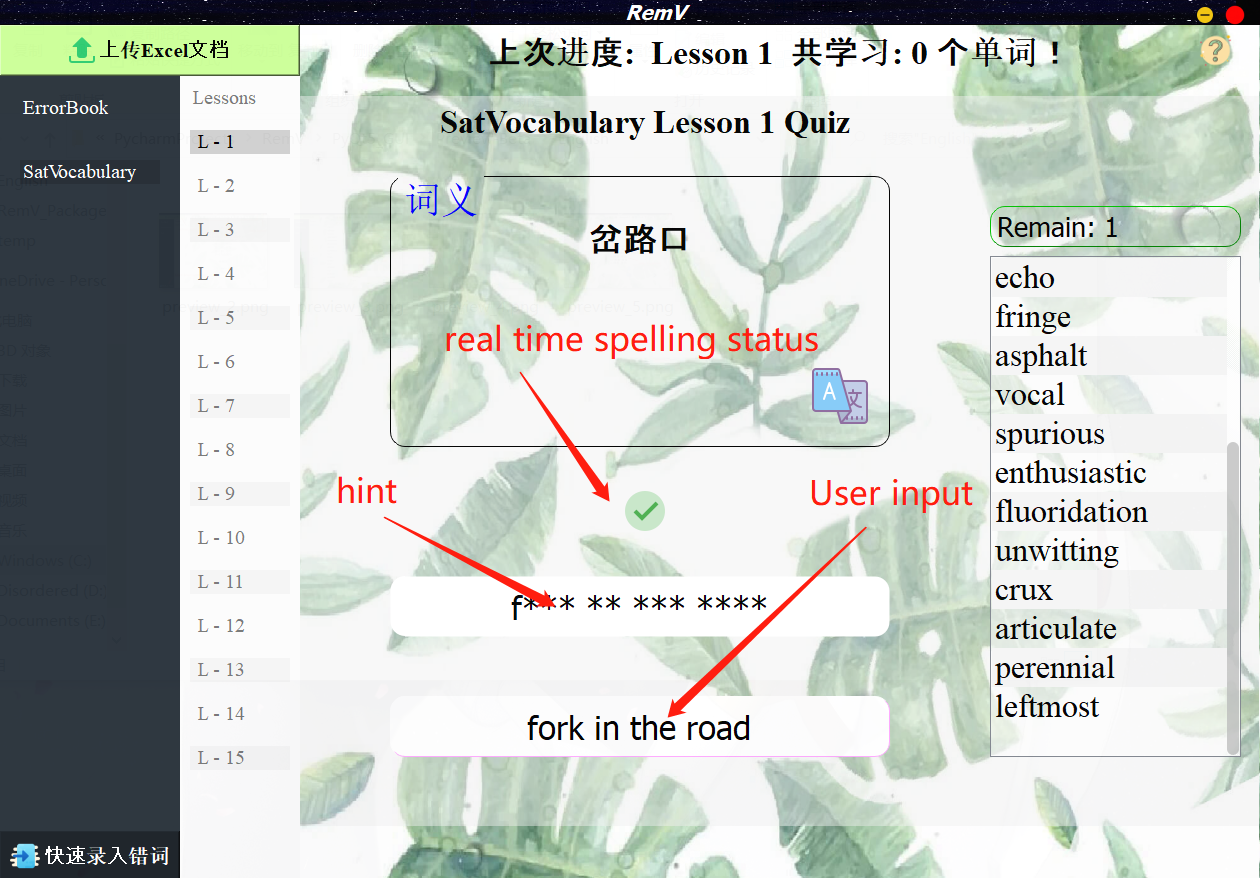 RemV
上传Excel文档
ErrorBook
SatVocabulary
Lessons
L - 1
L - 2
L - 3
L - 4
L - 5
L - 6
L - 7
L - 8
L - 9
L - 10
L - 11
L - 12
L - 13
L - 14
L - 15
快速录入错词
上次进度: Lesson 1 共学习: 0 个单词！
?
SatVocabulary Lesson 1 Quiz
词义
岔路口
real time spelling status
A 文
hint
User input
f*** ** *** ****
fork in the road
Remain: 1
echo
fringe
asphalt
vocal
spurious
enthusiastic
fluoridation
unwitting
crux
articulate
perennial
leftmost